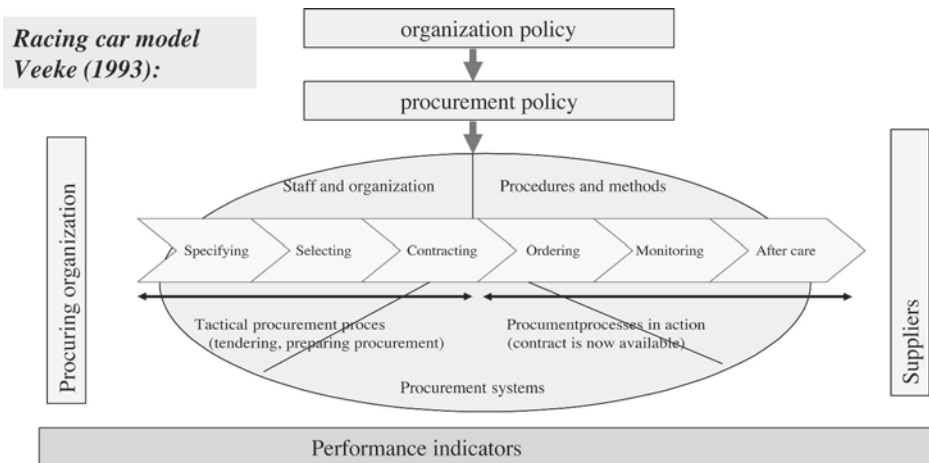 Racing car model
Veeke (1993):
organization policy
procurement policy
Procuring organization
Suppliers
Staff and organization
Procedures and methods
Specifying
Selecting
Contracting
Ordering
Monitoring
After care
Tactical procurement proces
(tendering, preparing procurement)
Procumentprocesses in action
(contract is now available)
Procurement systems
Performance indicators